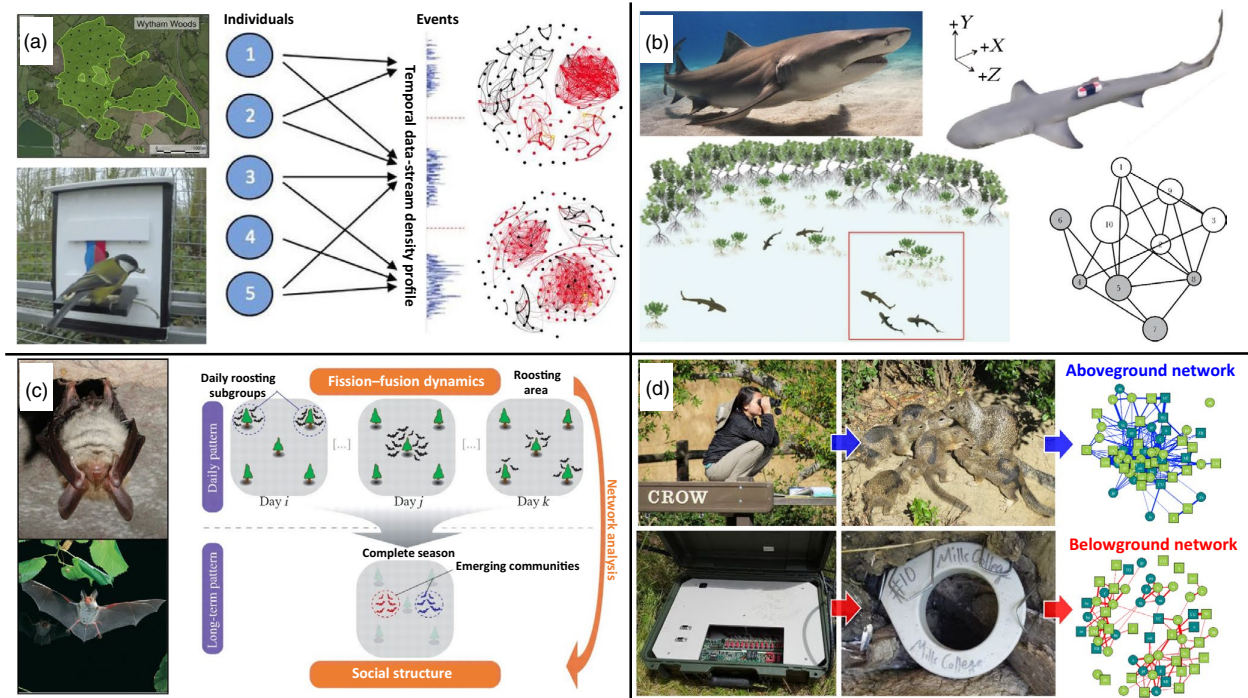 (a)
Wytham Woods
Individuals
Events
1
2
3
4
5
Temporal data-stream density profile
(b)
+Y
+X
+Z
1
9
6
10
3
2
4
5
8
7
(c)
Daily roosting
subgroups
Fission–fusion dynamics
Roosting
area
Daily pattern
[...]
[...]
Day i
Day j
Day k
Network analysis
Long-term pattern
Complete season
Emerging communities
Social structure
(d)
CROW
Aboveground network
RFID
Mills College
Mills College
Belowground network